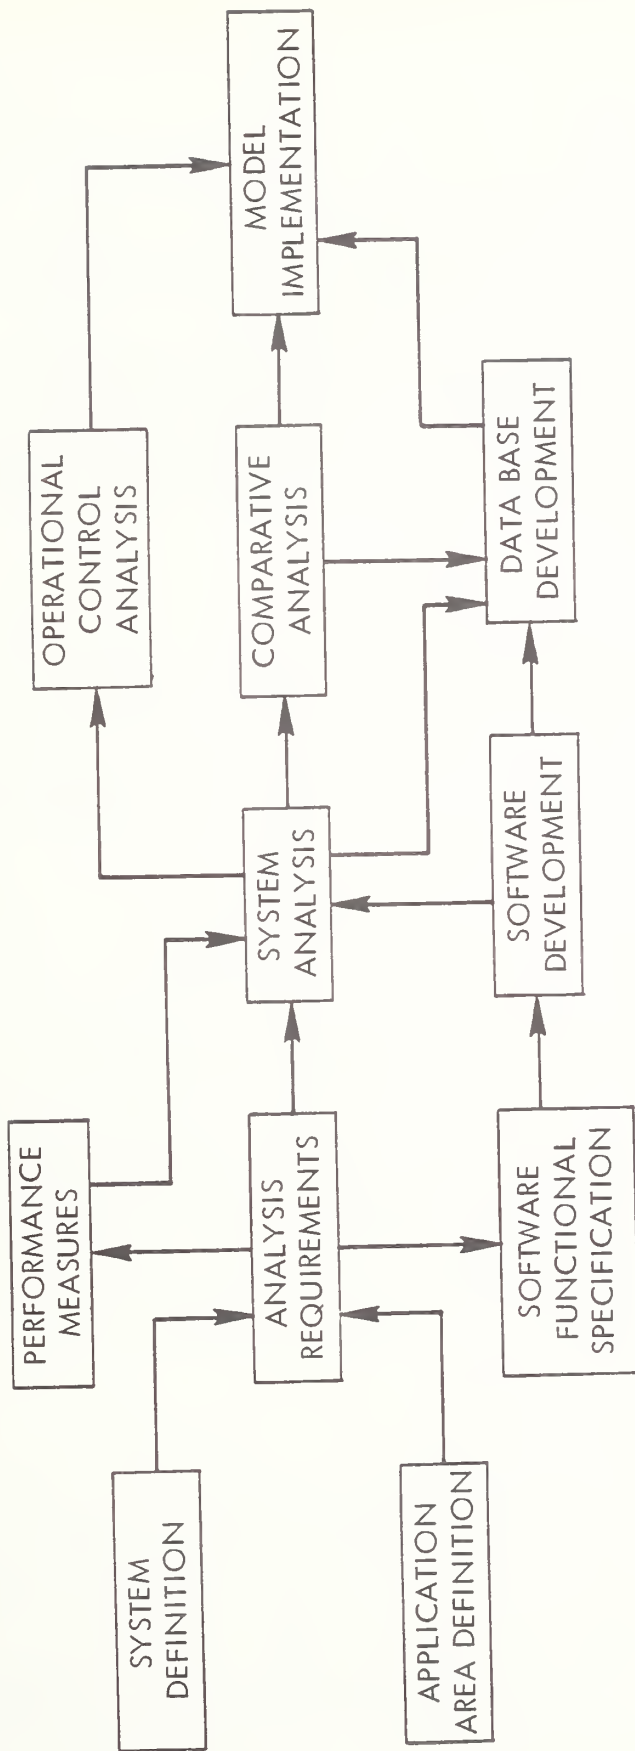 SYSTEM
DEFINITION
APPLICATION
AREA DEFINITION
PERFORMANCE
MEASURES
ANALYSIS
REQUIREMENTS
SOFTWARE
FUNCTIONAL
SPECIFICATION
SYSTEM
ANALYSIS
SOFTWARE
DEVELOPMENT
OPERATIONAL
CONTROL
ANALYSIS
COMPARATIVE
ANALYSIS
DATA BASE
DEVELOPMENT
MODEL
IMPLEMENTATION